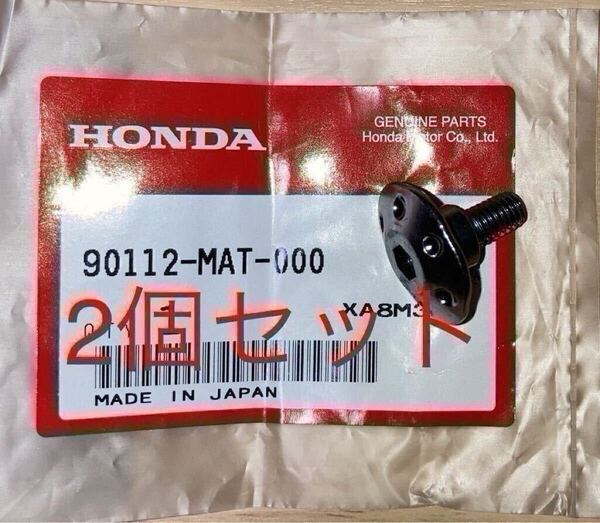 HONDA
GENUINE PARTS
Honda Motor Co., Ltd.
90112-MAT-000
XA8M3
2個セット
MADE IN JAPAN